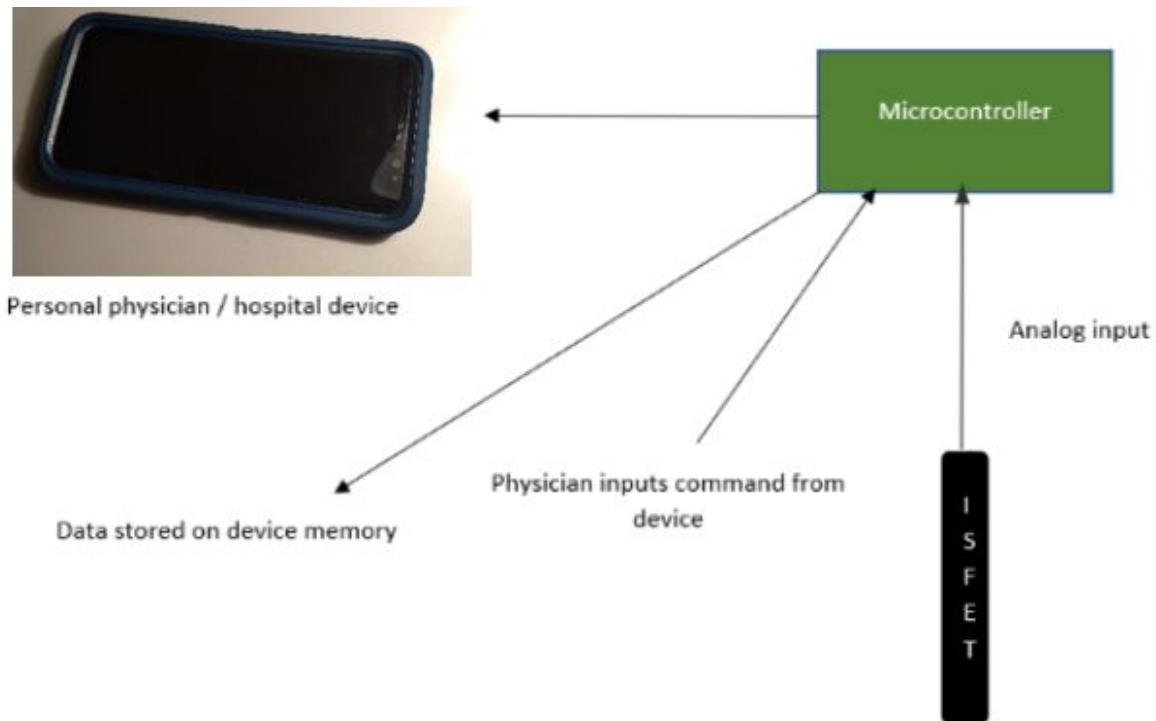 Microcontroller
Personal physician / hospital device
Analog input
Physician inputs command from
device
Data stored on device memory
I
S
F
E
T